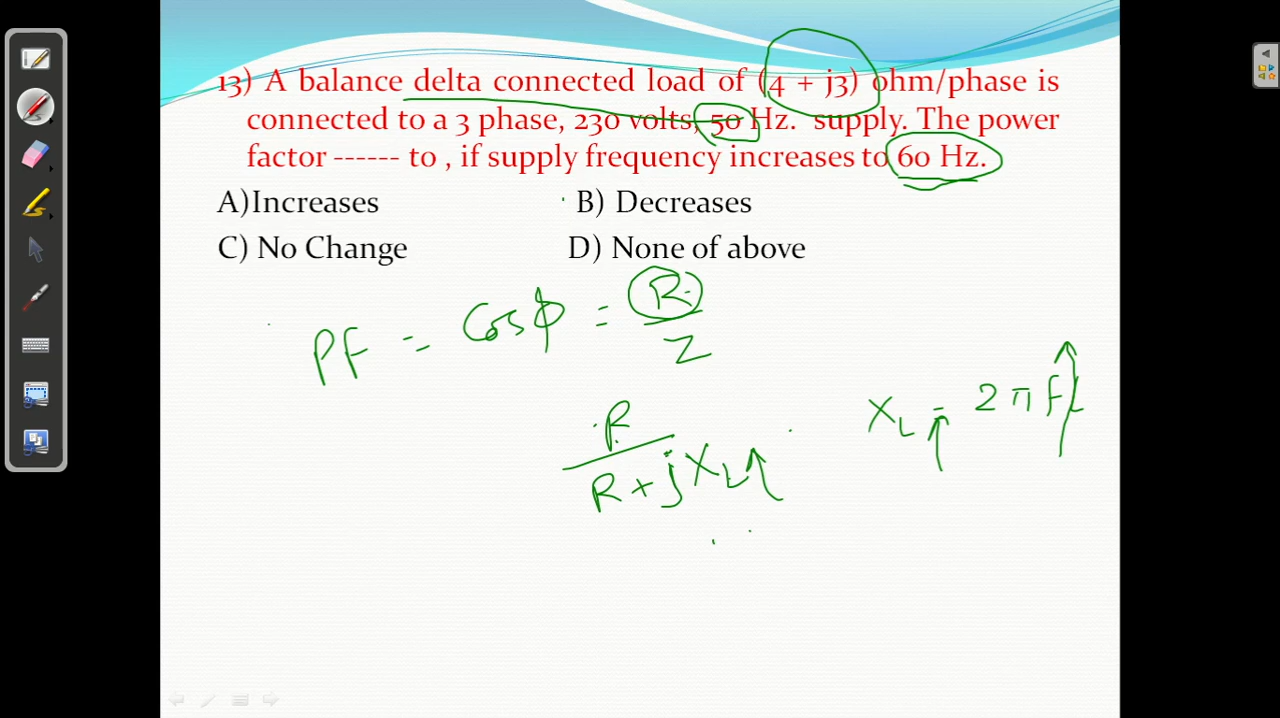 13) A balance delta connected load of (4 + j3) ohm/phase is
connected to a 3 phase, 230 volts, 50 Hz. supply. The power
factor ------ to , if supply frequency increases to 60 Hz.
A)Increases B) Decreases
C) No Change D) None of above
PF = Cosϕ = R/Z
XL = 2πfL
R/R+jXL